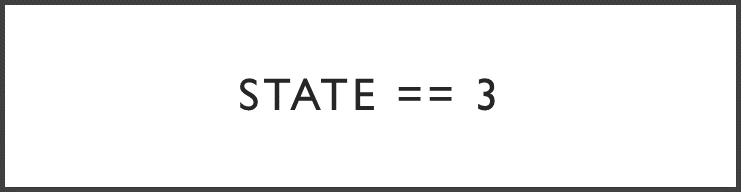 STATE == 3